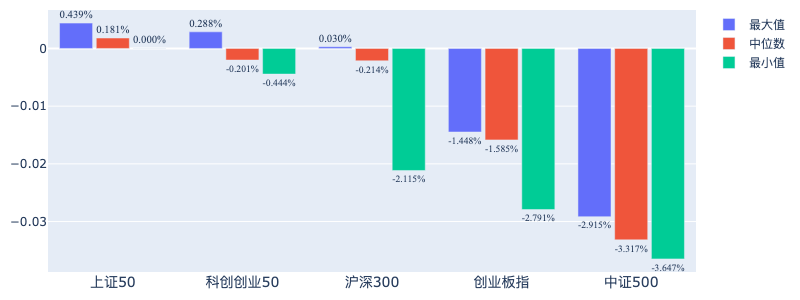 0.439%
0.181%
0.000%
0.288%
-0.201%
-0.444%
0.030%
-0.214%
-2.115%
-1.448%
-1.585%
-2.791%
-2.915%
-3.317%
-3.647%
0
−0.01
−0.02
−0.03
上证50
科创创业50
沪深300
创业板指
中证500
最大值
中位数
最小值